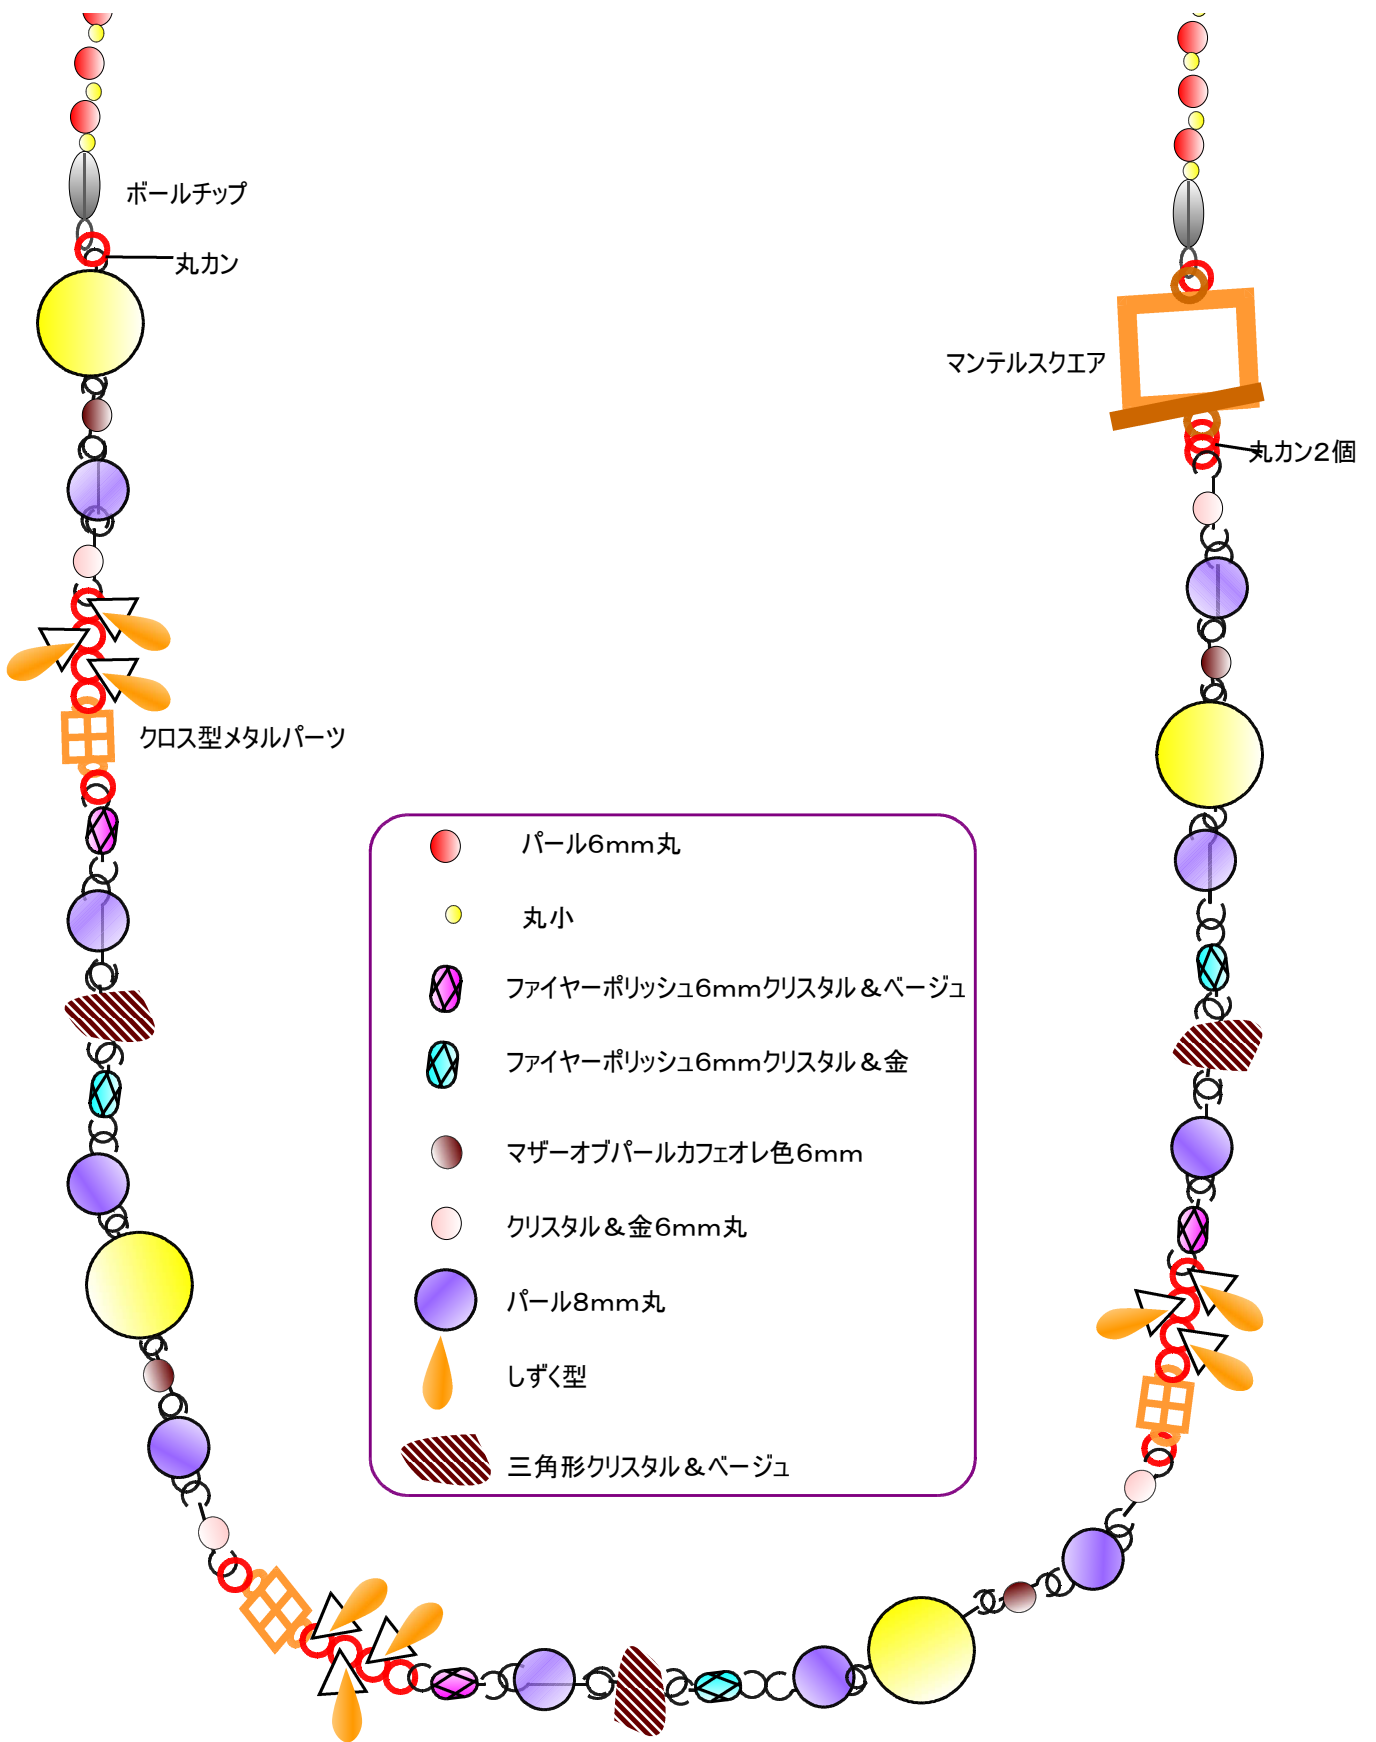 ボールチップ
丸カン
マンテルスクエア
丸カン２個
クロス型メタルパーツ
パール６ｍｍ丸
丸小
ファイヤーポリッシュ６ｍｍクリスタル＆ベージュ
ファイヤーポリッシュ６ｍｍクリスタル＆金
マザーオブパールカフェオレ色６ｍｍ
クリスタル＆金６ｍｍ丸
パール８ｍｍ丸
しずく型
三角形クリスタル＆ベージュ